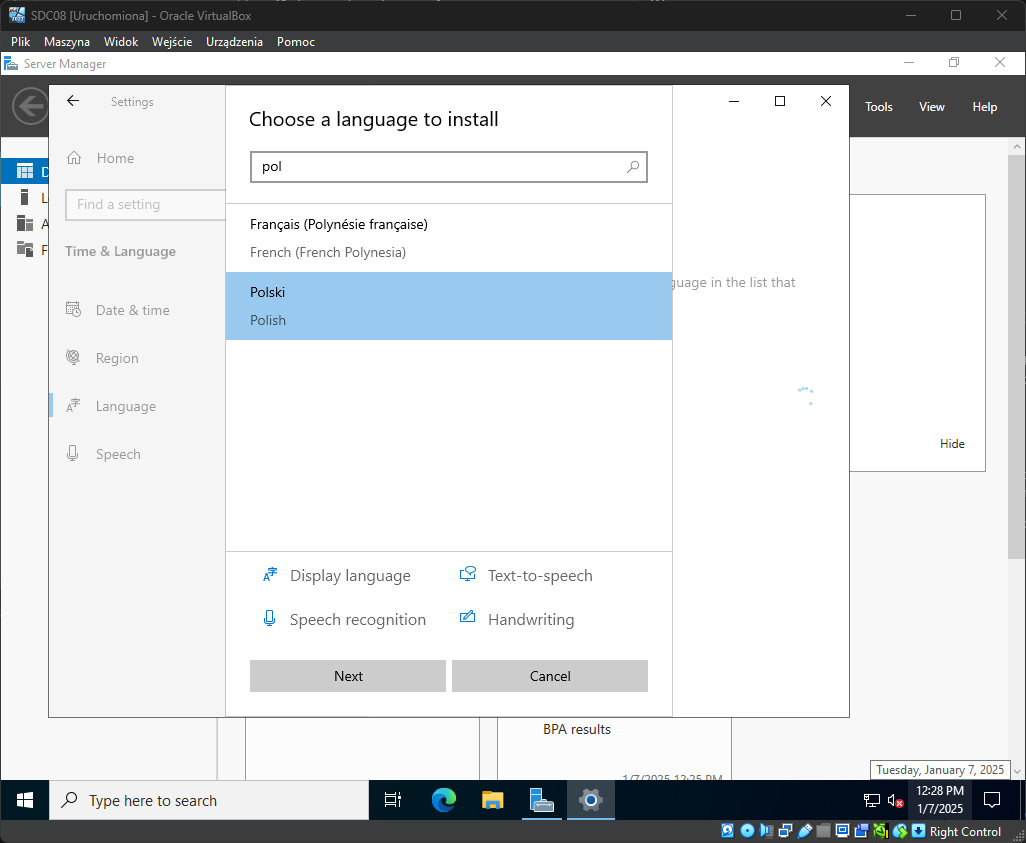 SDC08 [Uruchomiona] - Oracle VirtualBox
Plik Maszyna Widok Wejście Urządzenia Pomoc
Server Manager
Tools View Help
Settings
Home
Find a setting
Time & Language
Date & time
Region
Language
Speech
Choose a language to install
pol
Français (Polynésie française)
French (French Polynesia)
Polski
Polish
Display language
Text-to-speech
Speech recognition
Handwriting
Next
Cancel
guage in the list that
Hide
BPA results
1/7/2025 12:25 PM
Tuesday, January 7, 2025
Type here to search
12:28 PM
1/7/2025
Right Control